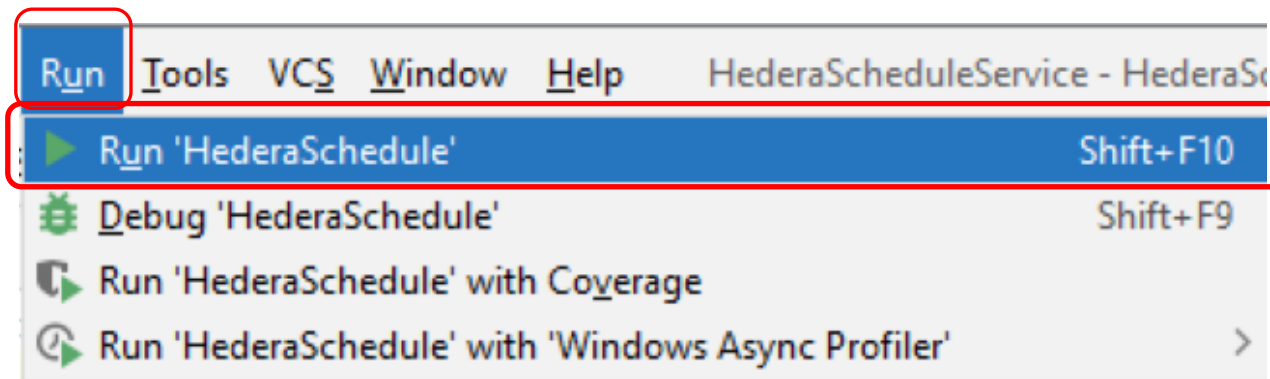 Run Tools VCS Window Help HederaScheduleService - HederaSc
Run 'HederaSchedule' Shift+F10
Debug 'HederaSchedule' Shift+F9
Run 'HederaSchedule' with Coverage
Run 'HederaSchedule' with 'Windows Async Profiler'